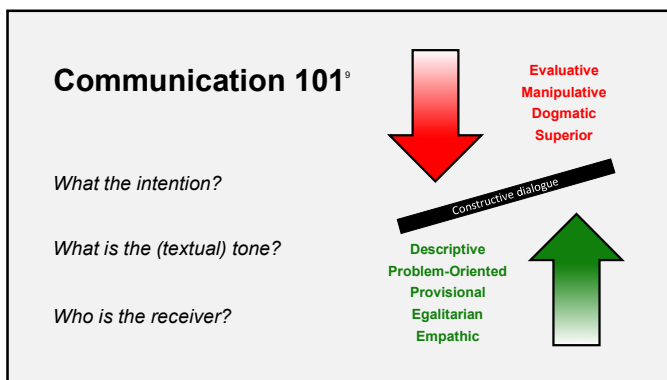 Communication 101⁹
What the intention?
What is the (textual) tone?
Who is the receiver?
Evaluative
Manipulative
Dogmatic
Superior
Constructive dialogue
Descriptive
Problem-Oriented
Provisional
Egalitarian
Empathic